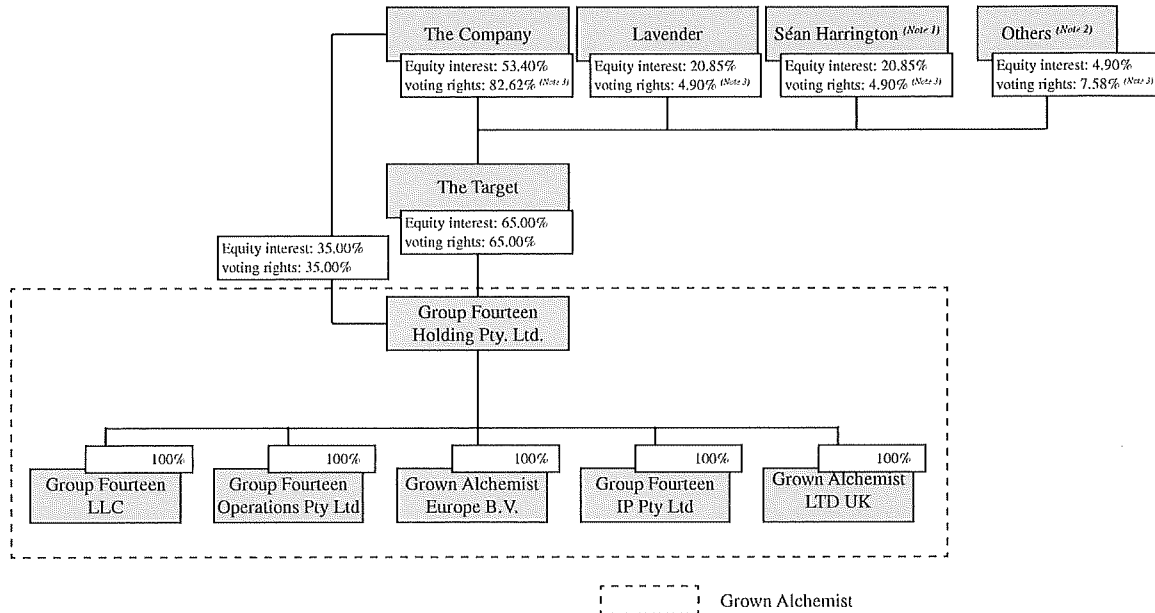 The Company
Equity interest: 53.40%
voting rights: 82.62% (Note 3)
Lavender
Equity interest: 20.85%
voting rights: 4.90% (Note 3)
Séan Harrington (Note 1)
Equity interest: 20.85%
voting rights: 4.90% (Note 3)
Others (Note 2)
Equity interest: 4.90%
voting rights: 7.58% (Note 3)
The Target
Equity interest: 65.00%
voting rights: 65.00%
Equity interest: 35.00%
voting rights: 35.00%
Group Fourteen
Holding Pty. Ltd.
100%
Group Fourteen
LLC
100%
Group Fourteen
Operations Pty Ltd
100%
Grown Alchemist
Europe B.V.
100%
Group Fourteen
IP Pty Ltd
100%
Grown Alchemist
LTD UK
Grown Alchemist